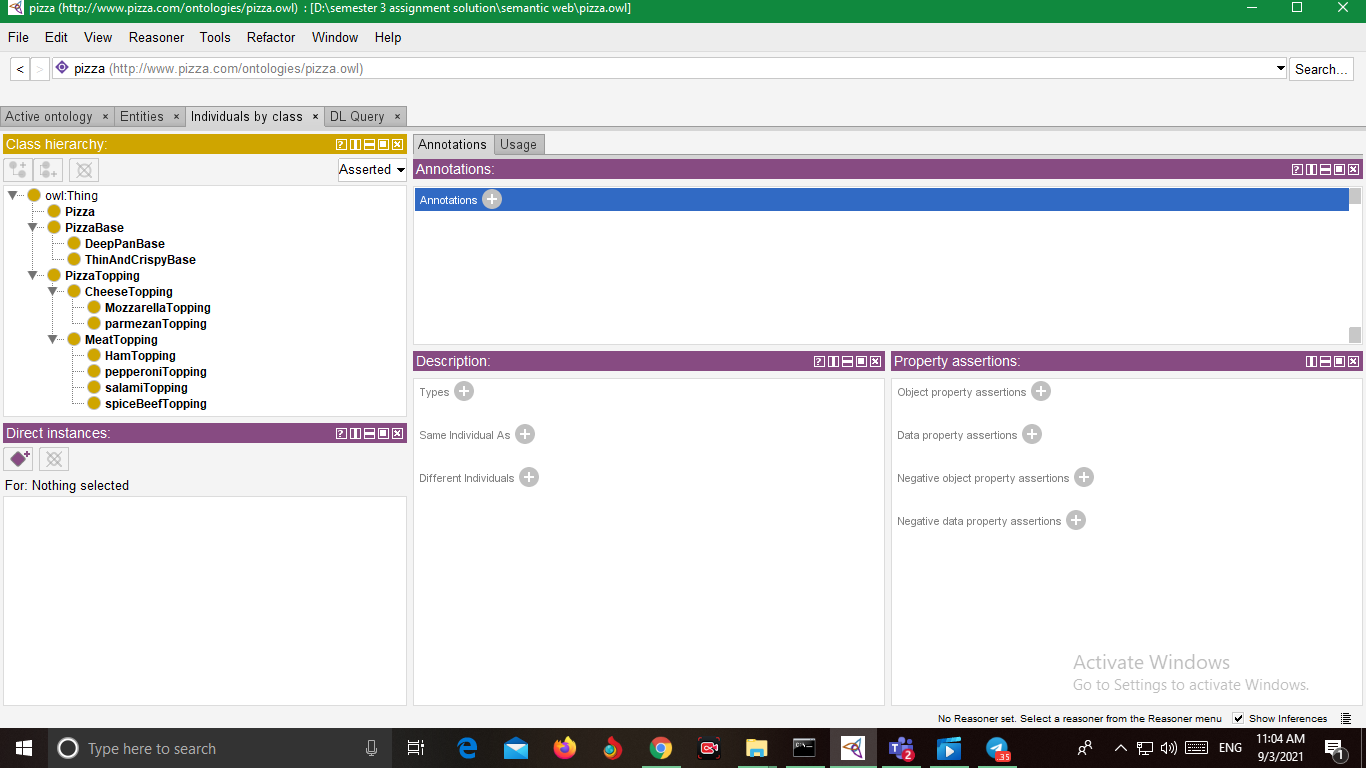 pizza (http://www.pizza.com/ontologies/pizza.owl) : [D:\semester 3 assignment solution\semantic web\pizza.owl]
File Edit View Reasoner Tools Refactor Window Help
< > pizza (http://www.pizza.com/ontologies/pizza.owl) Search...
Active ontology × Entities × Individuals by class × DL Query ×
Class hierarchy:
Asserted
owl:Thing
Pizza
PizzaBase
DeepPanBase
ThinAndCrispyBase
PizzaTopping
CheeseTopping
MozzarellaTopping
parmezanTopping
MeatTopping
HamTopping
pepperoniTopping
salamiTopping
spiceBeefTopping
Direct instances:
For: Nothing selected
Annotations Usage
Annotations:
Annotations
Description:
Types
Same Individual As
Different Individuals
Property assertions:
Object property assertions
Data property assertions
Negative object property assertions
Negative data property assertions
Activate Windows
Go to Settings to activate Windows.
No Reasoner set. Select a reasoner from the Reasoner menu Show Inferences
Type here to search
2
35
ENG
11:04 AM
9/3/2021
1